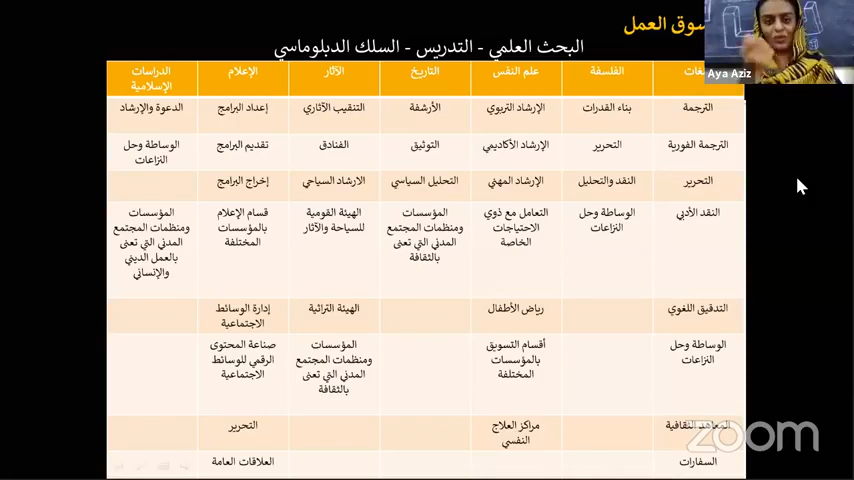 سوق العمل
البحث العلمي - التدريس - السلك الدبلوماسي
Aya Aziz
الفلسفة
علم النفس
التاريخ
الآثار
الإعلام
الدراسات
الإسلامية
الترجمة
بناء القدرات
الإرشاد التربوي
الأرشفة
التنقيب الآثاري
إعداد البرامج
الدعوة والإرشاد
الترجمة الفورية
التحرير
الإرشاد الأكاديمي
التوثيق
الفنادق
تقديم البرامج
الوساطة وحل
النزاعات
التحرير
النقد والتحليل
الإرشاد المهني
التحليل السياسي
الارشاد السياحي
إخراج البرامج
النقد الأدبي
الوساطة وحل
النزاعات
التعامل مع ذوي
الاحتياجات
الخاصة
المؤسسات
ومنظمات المجتمع
المدني التي تعنى
بالثقافة
الهيئة القومية
للسياحة والآثار
قسام الإعلام
بالمؤسسات
المختلفة
المؤسسات
ومنظمات المجتمع
المدني التي تعنى
بالعمل الديني
والإنساني
التدقيق اللغوي
رياض الأطفال
الهيئة التراثية
إدارة الوسائط
الاجتماعية
الوساطة وحل
النزاعات
أقسام التسويق
بالمؤسسات
المختلفة
المؤسسات
ومنظمات المجتمع
المدني التي تعنى
بالثقافة
صناعة المحتوى
الرقمي للوسائط
الاجتماعية
المعاهد الثقافية
مراكز العلاج
النفسي
التحرير
السفارات
العلاقات العامة
zoom